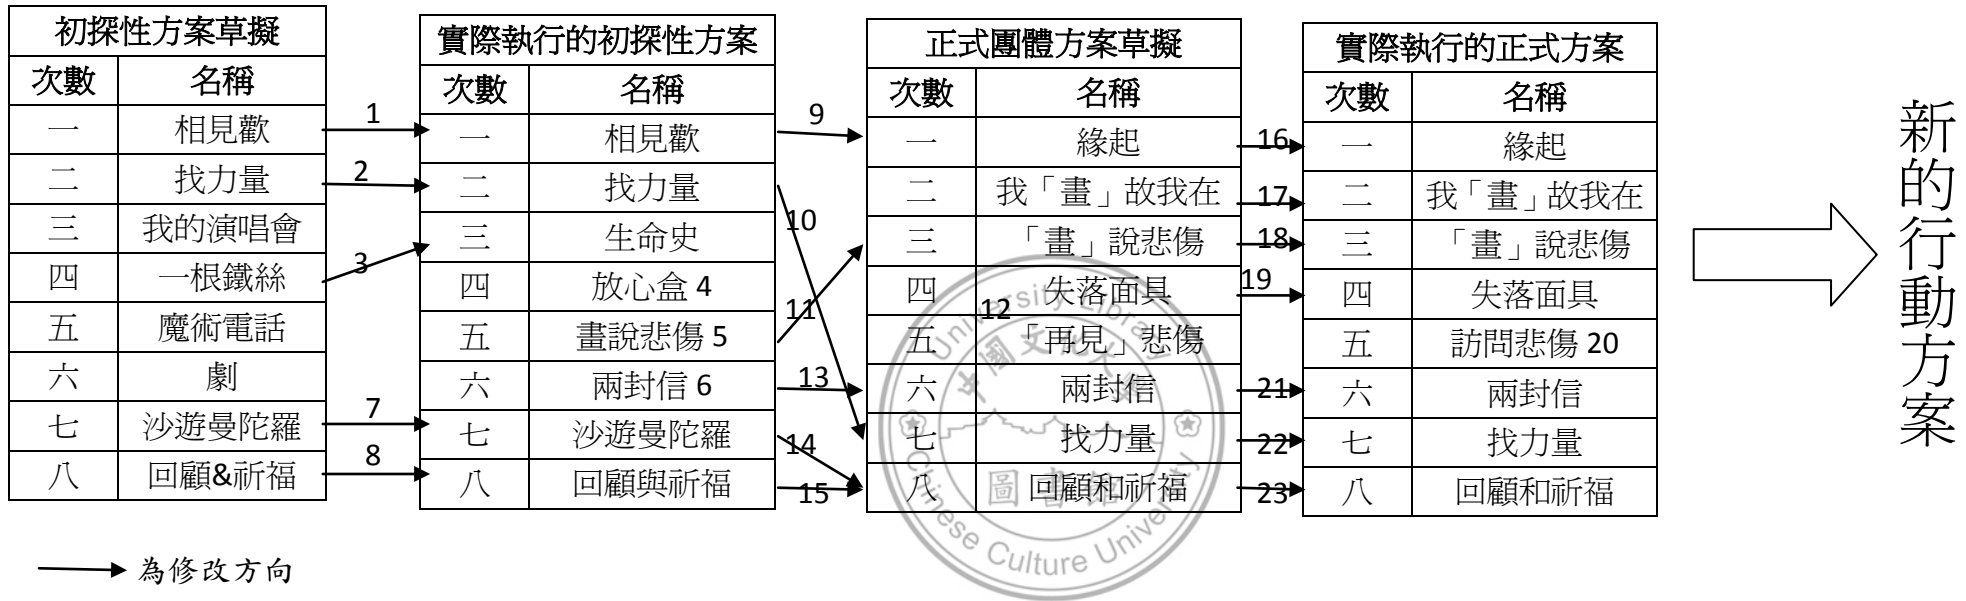 初探性方案草擬
次數 名稱
一 相見歡
二 找力量
三 我的演唱會
四 一根鐵絲
五 魔術電話
六 劇
七 沙遊曼陀羅
八 回顧&祈福
1
2
3
7
8
實際執行的初探性方案
次數 名稱
一 相見歡
二 找力量
三 生命史
四 放心盒 4
五 畫說悲傷 5
六 兩封信 6
七 沙遊曼陀羅
八 回顧與祈福
9
10
11
12
13
14
15
正式團體方案草擬
次數 名稱
一 緣起
二 我「畫」故我在
三 「畫」說悲傷
四 失落面具
五 「再見」悲傷
六 兩封信
七 找力量
八 回顧和祈福
16
17
18
19
21
22
23
實際執行的正式方案
次數 名稱
一 緣起
二 我「畫」故我在
三 「畫」說悲傷
四 失落面具
五 訪問悲傷 20
六 兩封信
七 找力量
八 回顧和祈福
新的行動方案
為修改方向
University Library
中國文化大學
圖書館
Chinese Culture University